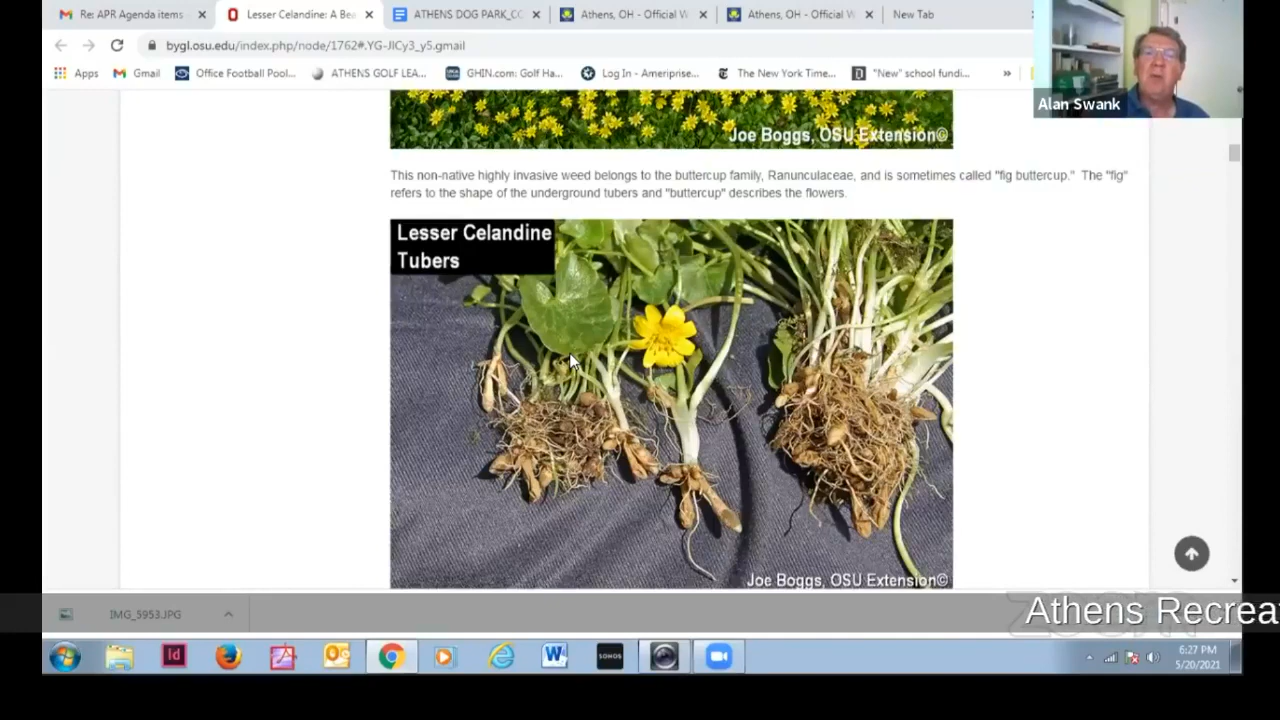 Re: APR Agenda items
Lesser Celandine: A Bea
ATHENS DOG PARK_CC
Athens, OH - Official W
Athens, OH - Official W
New Tab
bygl.osu.edu/index.php/node/1762#.YG-JlCy3_y5.gmail
Apps
Gmail
Office Football Pool...
ATHENS GOLF LEA...
GHIN.com: Golf Ha...
Log In - Ameriprise...
The New York Time...
"New" school fundi...
»
Alan Swank
Joe Boggs, OSU Extension©
This non-native highly invasive weed belongs to the buttercup family, Ranunculaceae, and is sometimes called "fig buttercup." The "fig"
refers to the shape of the underground tubers and "buttercup" describes the flowers.
Lesser Celandine
Tubers
Joe Boggs, OSU Extension©
IMG_5953.JPG
Athens Recrea
zoom
Id
SONOS
6:27 PM
5/20/2021